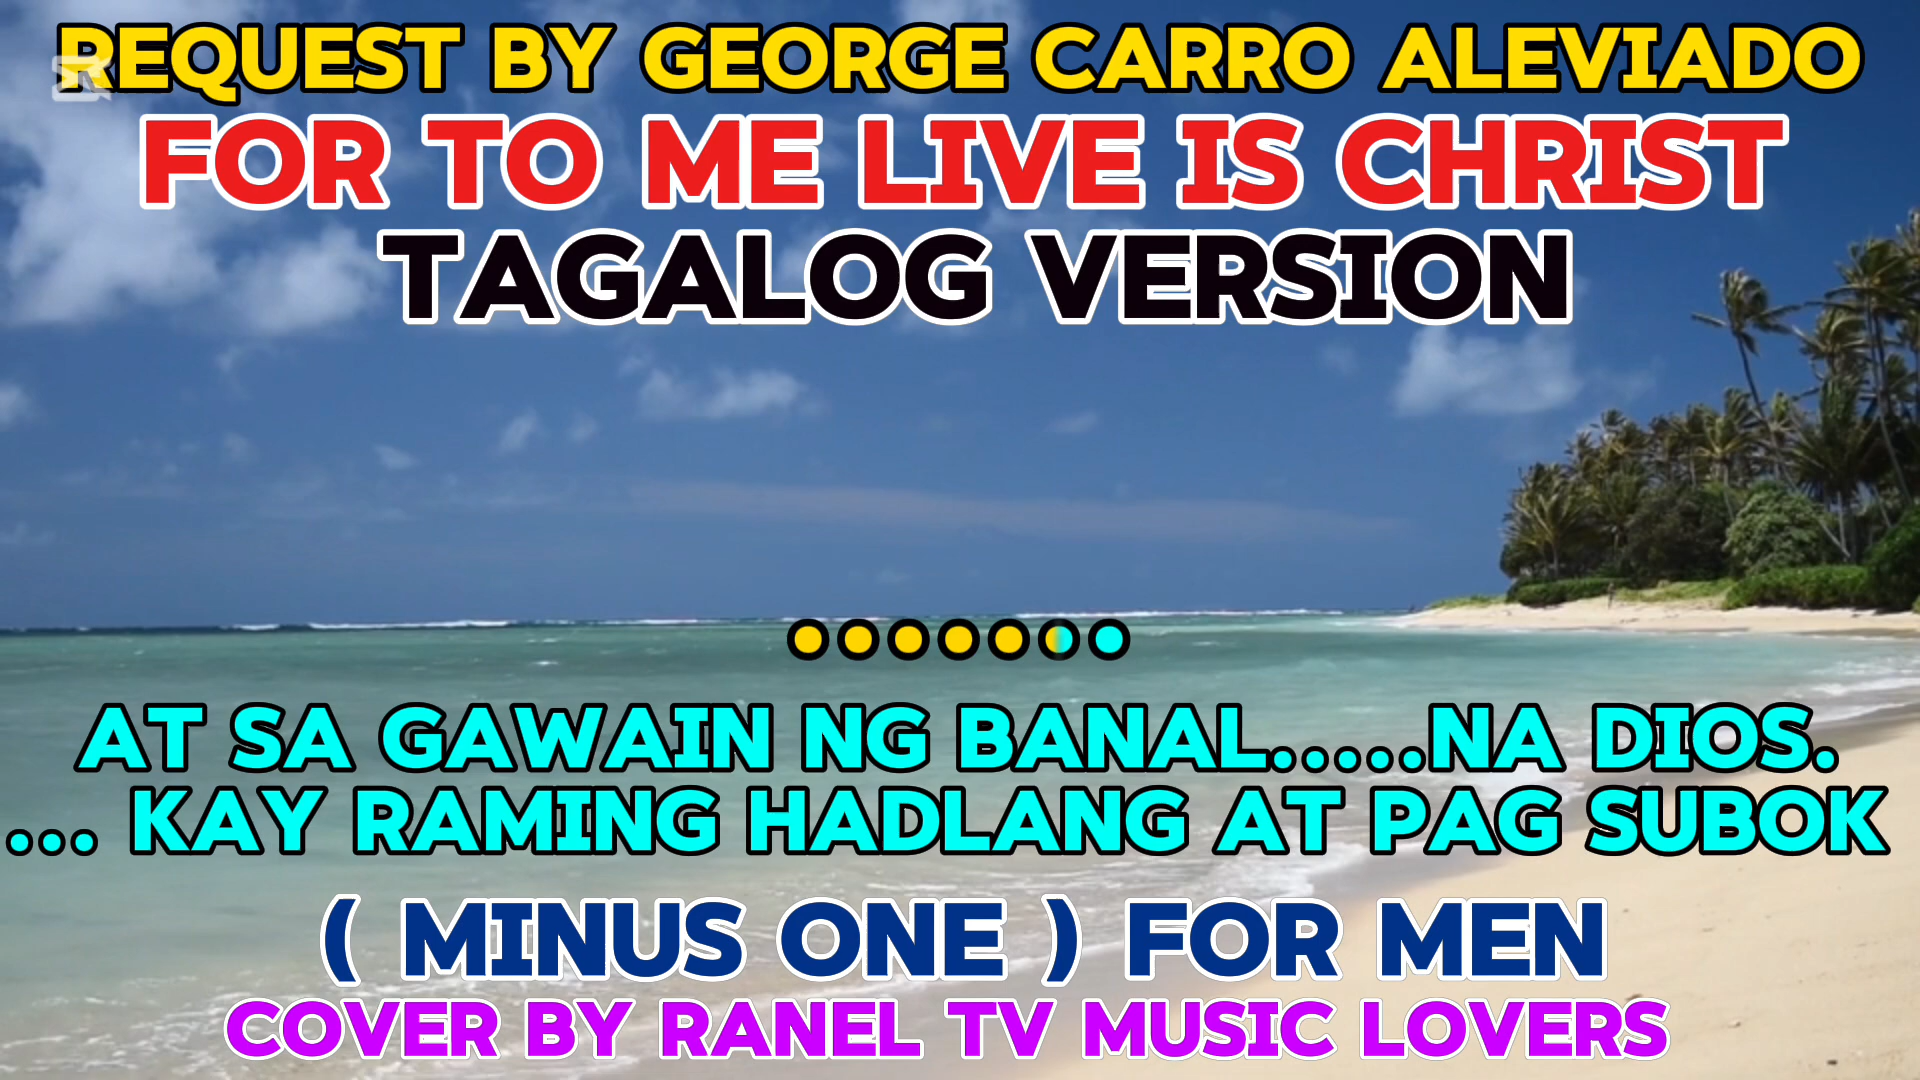 REQUEST BY GEORGE CARRO ALEVIADO
FOR TO ME LIVE IS CHRIST
TAGALOG VERSION
AT SA GAWAIN NG BANAL.....NA DIOS.
... KAY RAMING HADLANG AT PAG SUBOK
( MINUS ONE ) FOR MEN
COVER BY RANEL TV MUSIC LOVERS